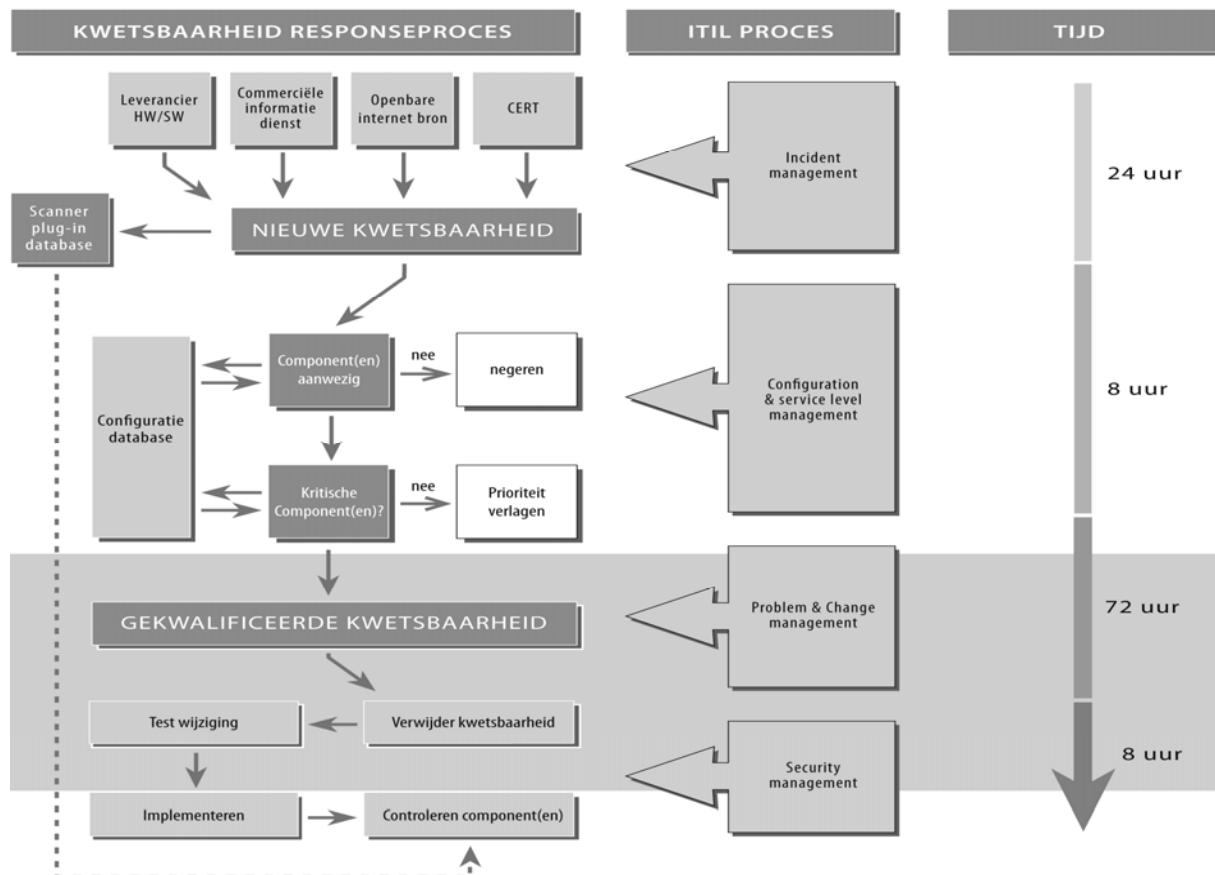 KWETSBAARHEID RESPONSEPROCES
ITIL PROCES
TIJD
Leverancier
HW/SW
Commerciële
informatie
dienst
Openbare
internet bron
CERT
Incident
management
24 uur
Scanner
plug-in
database
NIEUWE KWETSBAARHEID
Configuratie
database
Component(en)
aanwezig
nee
negeren
Configuration
& service level
management
8 uur
Kritische
Component(en)?
nee
Prioriteit
verlagen
GEKWALIFICEERDE KWETSBAARHEID
Problem & Change
management
72 uur
Test wijziging
Verwijder kwetsbaarheid
Security
management
8 uur
Implementeren
Controleren component(en)